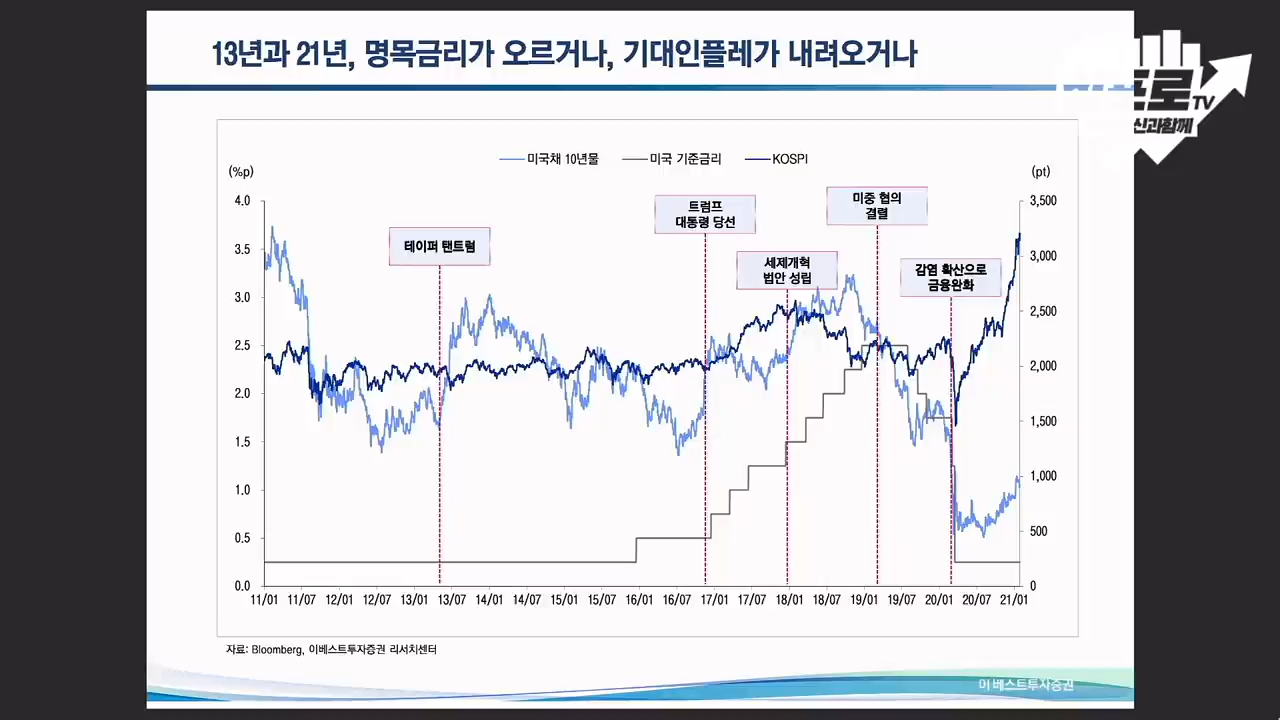 13년과 21년, 명목금리가 오르거나, 기대인플레가 내려오거나
프로TV
신과함께
미국채 10년물 미국 기준금리 KOSPI
(%p) (pt)
트럼프
대통령 당선
미중 협의
결렬
테이퍼 탠트럼
세제개혁
법안 성립
감염 확산으로
금융완화
4.0 3,500
3.5 3,000
3.0 2,500
2.5 2,000
2.0 1,500
1.5 1,000
1.0 500
0.5 0
0.0
11/01 11/07 12/01 12/07 13/01 13/07 14/01 14/07 15/01 15/07 16/01 16/07 17/01 17/07 18/01 18/07 19/01 19/07 20/01 20/07 21/01
자료: Bloomberg, 이베스트투자증권 리서치센터
이베스트투자증권